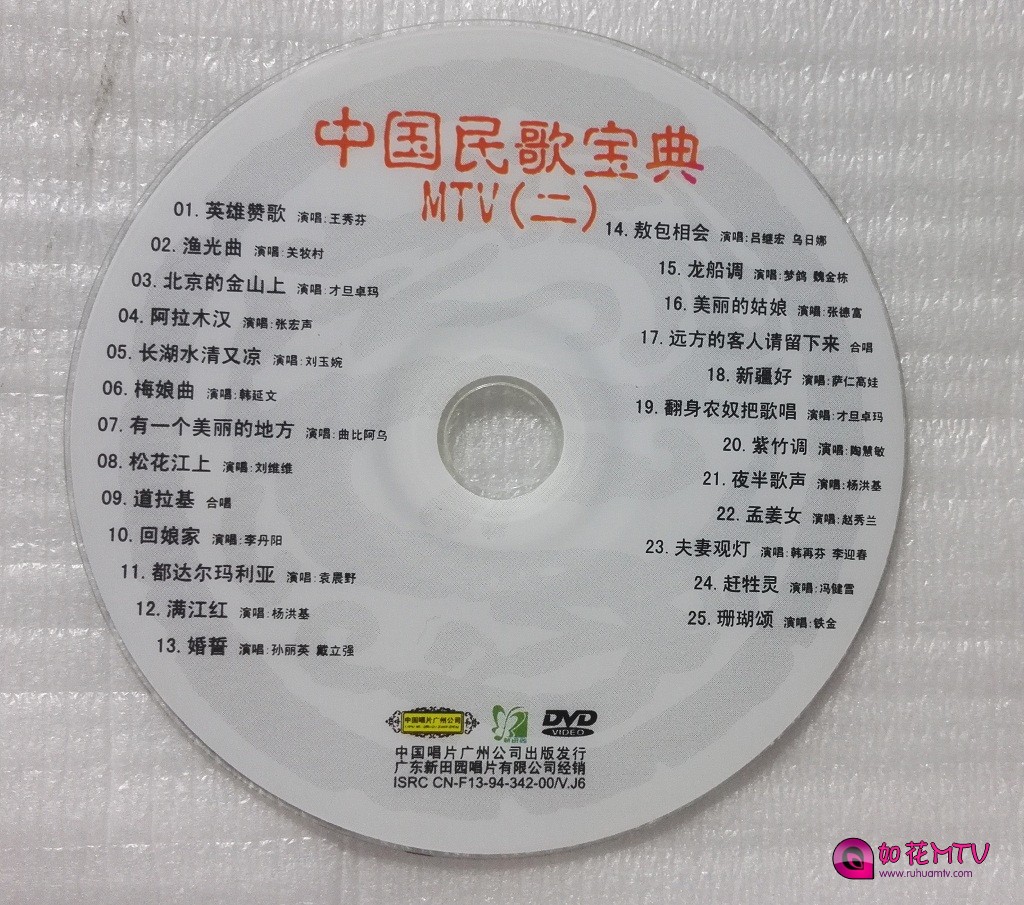 中国民歌宝典
MTV(二)
01. 英雄赞歌 演唱:王秀芬
02. 渔光曲 演唱:关牧村
03. 北京的金山上 演唱:才旦卓玛
04. 阿拉木汉 演唱:张宏声
05. 长湖水清又凉 演唱:刘玉婉
06. 梅娘曲 演唱:韩延文
07. 有一个美丽的地方 演唱:曲比阿乌
08. 松花江上 演唱:刘维维
09. 道拉基 合唱
10. 回娘家 演唱:李丹阳
11. 都达尔玛利亚 演唱:袁晨野
12. 满江红 演唱:杨洪基
13. 婚誓 演唱:孙丽英 戴立强
14. 敖包相会 演唱:吕继宏 乌日娜
15. 龙船调 演唱:梦鸽 魏金栋
16. 美丽的姑娘 演唱:张德富
17. 远方的客人请留下来 合唱
18. 新疆好 演唱:萨仁高娃
19. 翻身农奴把歌唱 演唱:才旦卓玛
20. 紫竹调 演唱:陶慧敏
21. 夜半歌声 演唱:杨洪基
22. 孟姜女 演唱:赵秀兰
23. 夫妻观灯 演唱:韩再芬 李迎春
24. 赶牲灵 演唱:冯健雪
25. 珊瑚颂 演唱:铁金
中国唱片广州公司
新田园
DVD
VIDEO
中国唱片广州公司出版发行
广东新田园唱片有限公司经销
ISRC CN-F13-94-342-00/V.J6
如花MTV
www.ruhuamtv.com